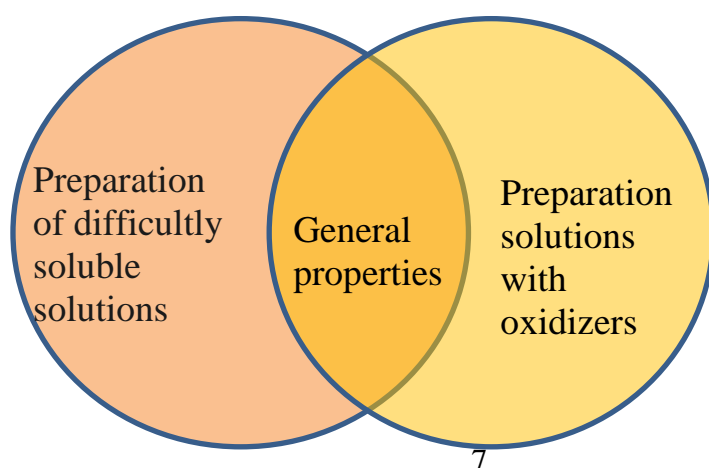 Preparation
of difficultly
soluble
solutions
General
properties
Preparation
solutions
with
oxidizers
7